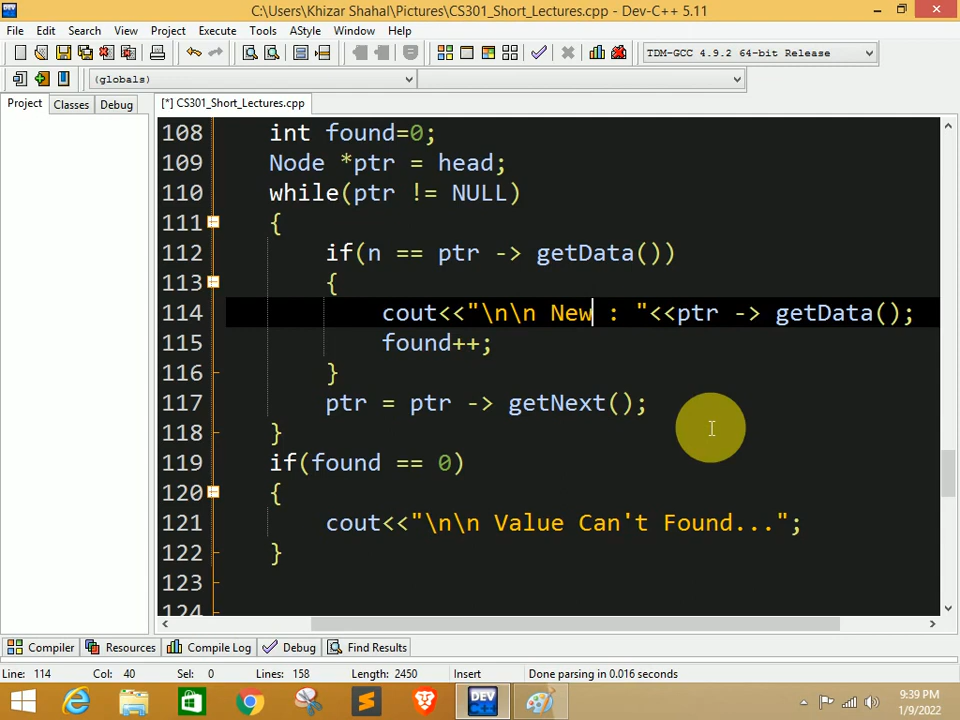 C:\Users\Khizar Shahal\Pictures\CS301_Short_Lectures.cpp - Dev-C++ 5.11
File Edit Search View Project Execute Tools AStyle Window Help
TDM-GCC 4.9.2 64-bit Release
(globals)
Project Classes Debug [*] CS301_Short_Lectures.cpp
108 int found=0;
109 Node *ptr = head;
110 while(ptr != NULL)
111 {
112 if(n == ptr -> getData())
113 {
114 cout<<"\n\n New : "<<ptr -> getData();
115 found++;
116 }
117 ptr = ptr -> getNext();
118 }
119 if(found == 0)
120 {
121 cout<<"\n\n Value Can't Found...";
122 }
123
124
Compiler Resources Compile Log Debug Find Results
Line: 114 Col: 40 Sel: 0 Lines: 158 Length: 2450 Insert Done parsing in 0.016 seconds
DEV
9:39 PM
1/9/2022